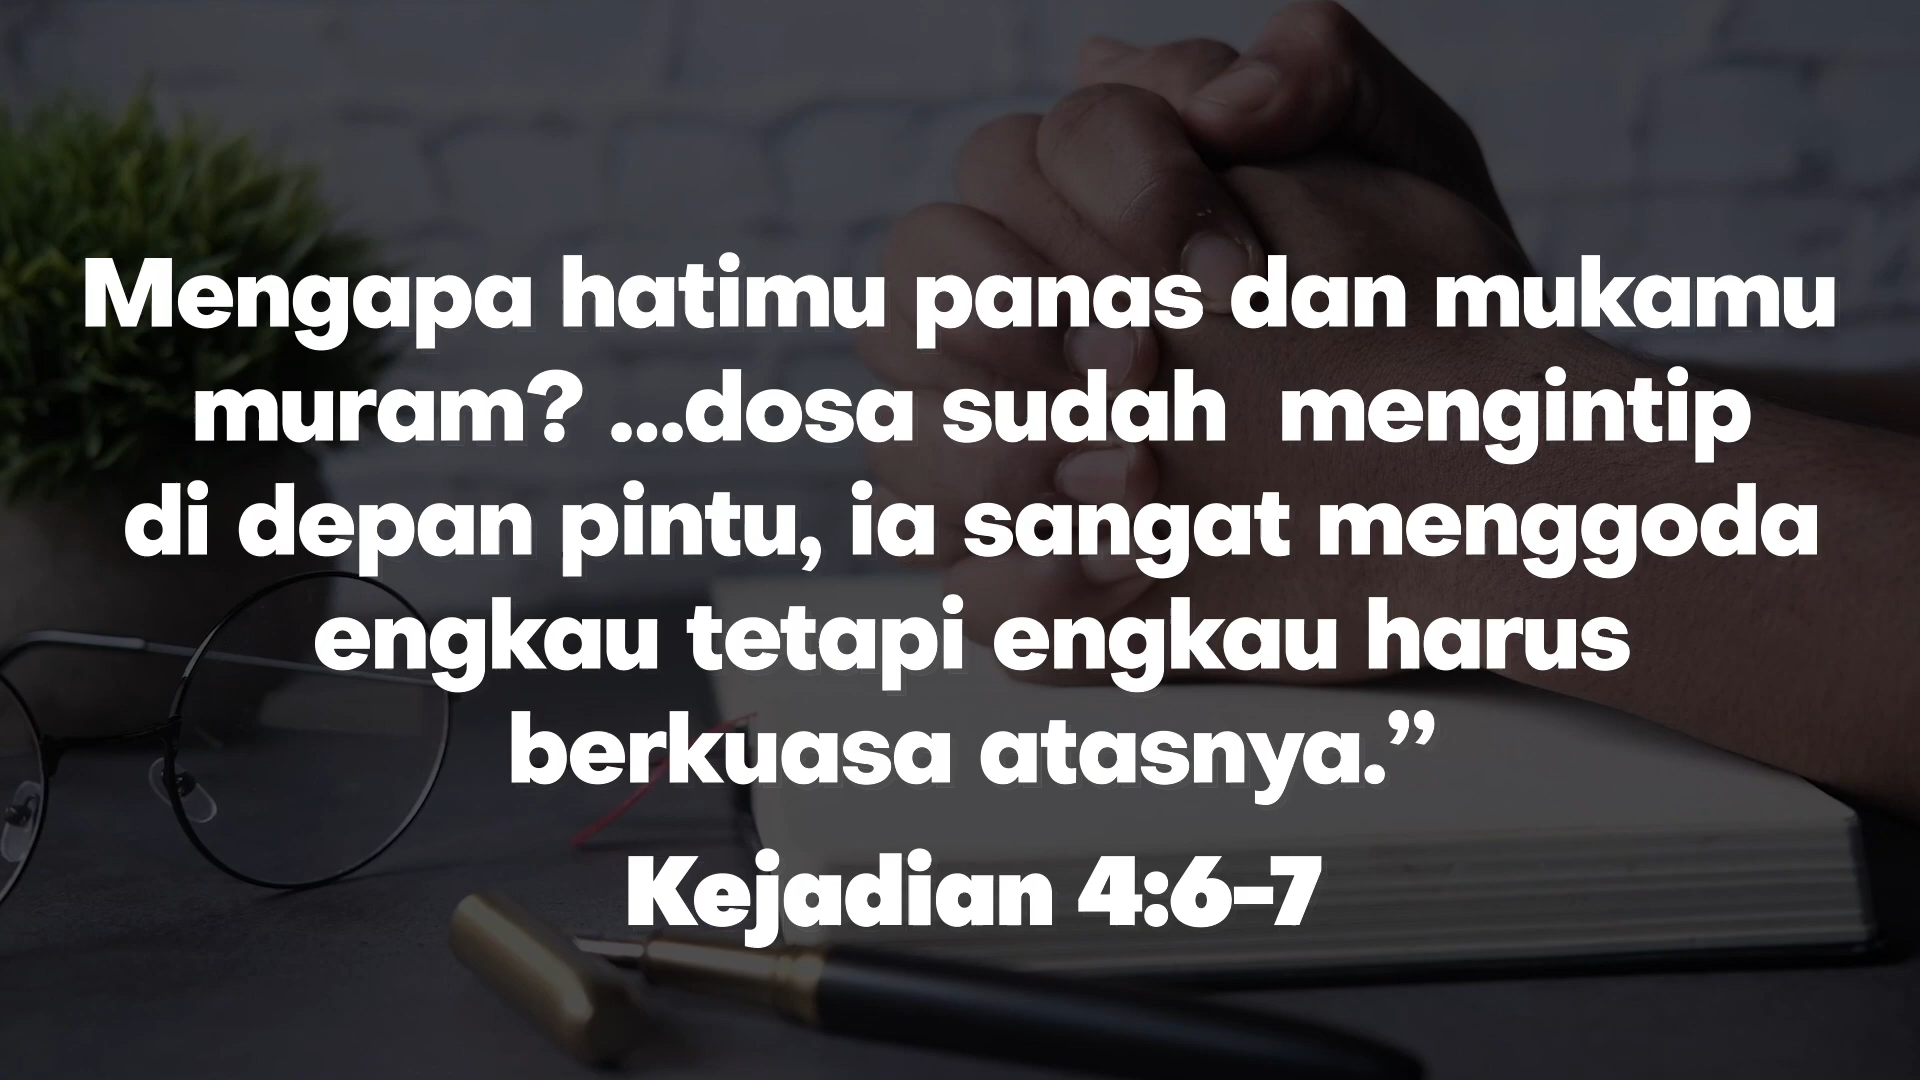 Mengapa hatimu panas dan mukamu
muram? ...dosa sudah  mengintip
di depan pintu, ia sangat menggoda
engkau tetapi engkau harus
berkuasa atasnya.”
Kejadian 4:6-7